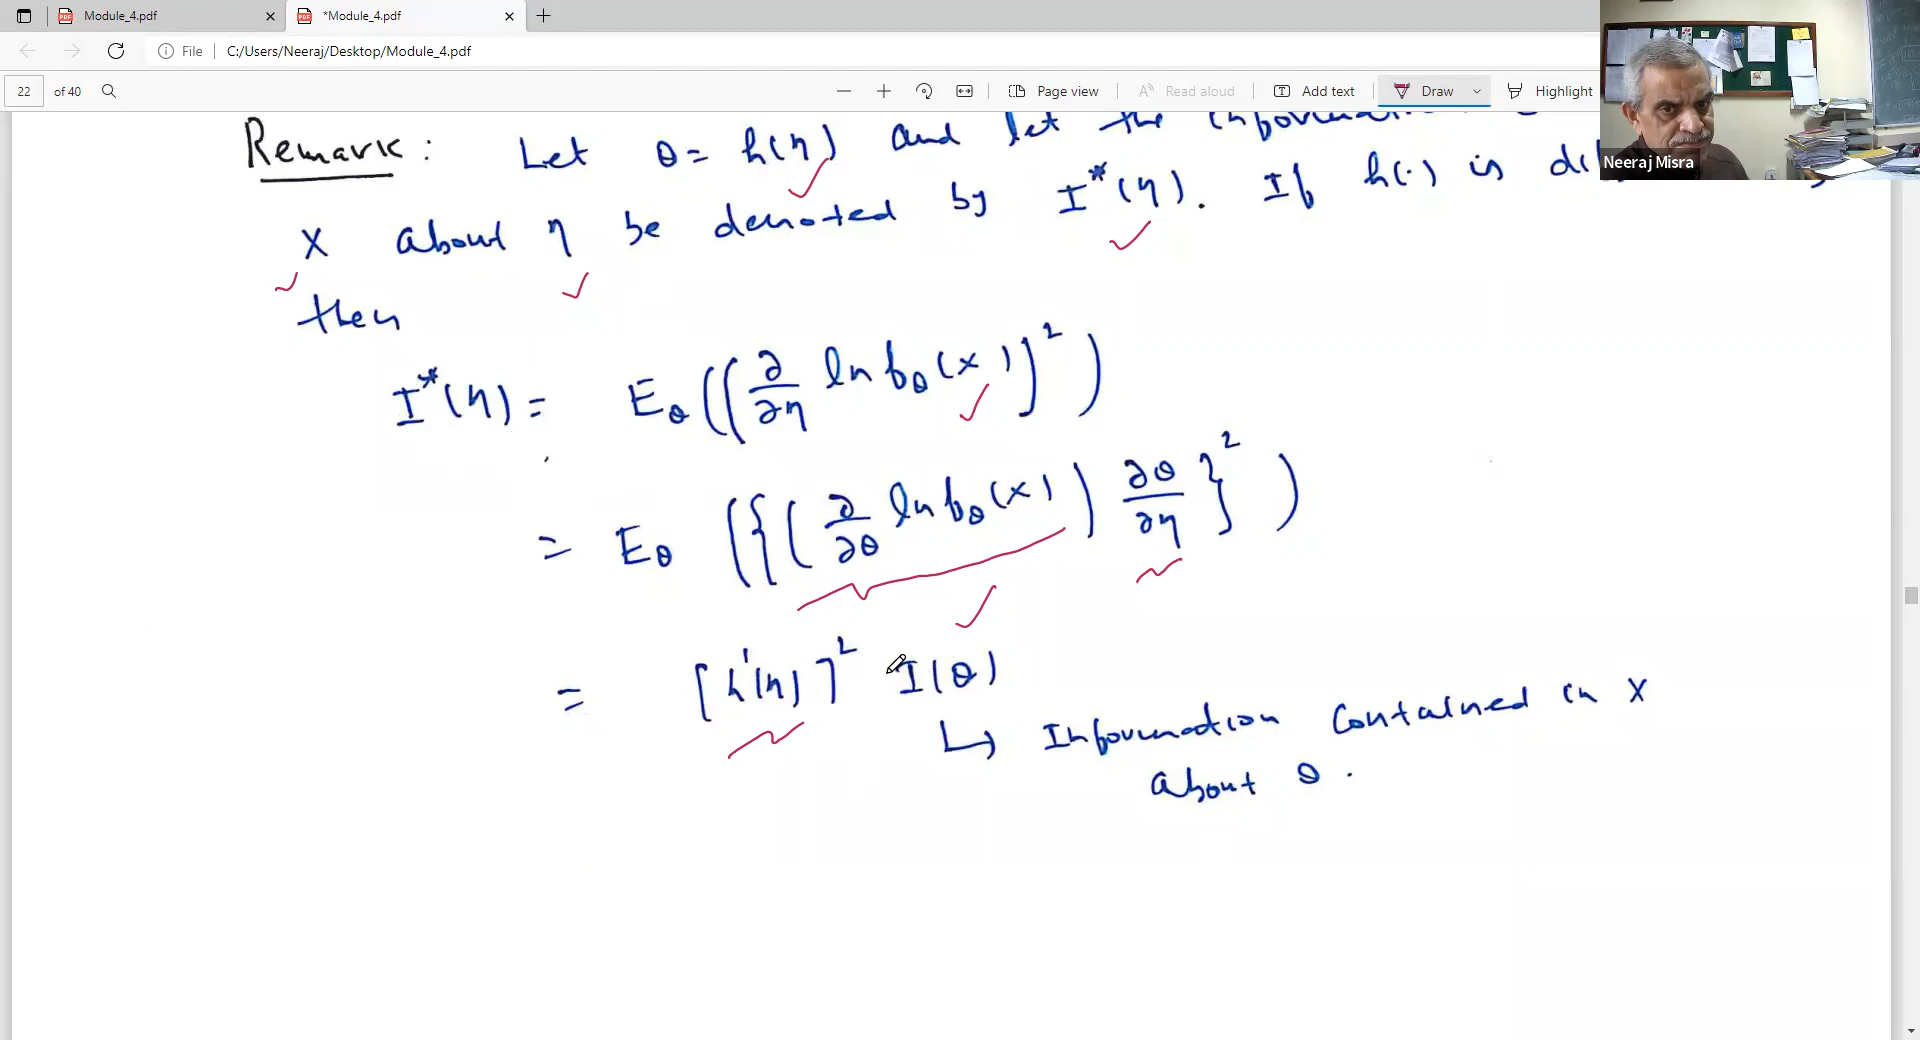 Module_4.pdf
*Module_4.pdf
File C:/Users/Neeraj/Desktop/Module_4.pdf
22 of 40 Page view Read aloud Add text Draw Highlight
Neeraj Misra
Remark: Let θ = h(η) and let the
X about η be denoted by I*(η). If h(·) is
then
I*(η) = E_θ(((∂/∂η) ln f_θ(X))²)
= E_θ({((∂/∂θ) ln f_θ(X)) ∂θ/∂η}²)
= [h'(η)]² I(θ)
↳ Information contained in X
about θ.